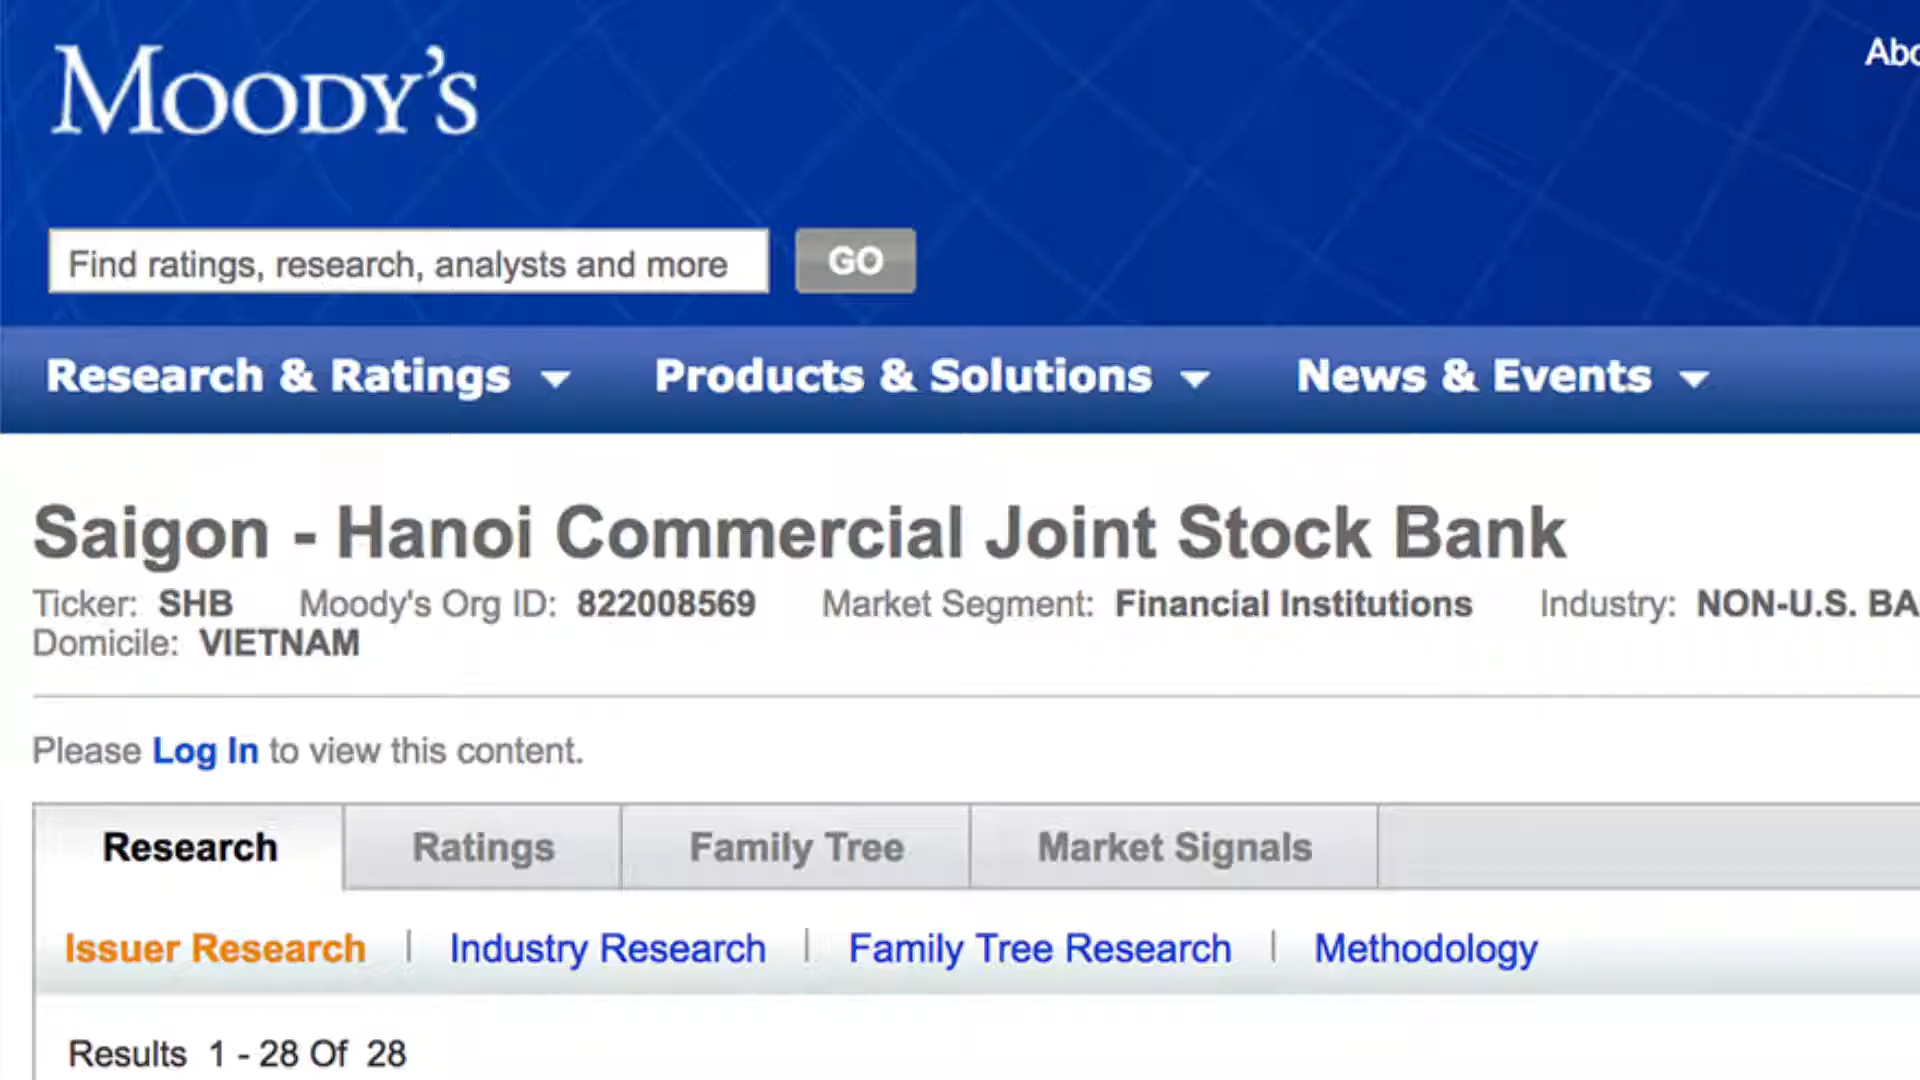 MOODY'S
Abo
Find ratings, research, analysts and more GO
Research & Ratings Products & Solutions News & Events
Saigon - Hanoi Commercial Joint Stock Bank
Ticker: SHB Moody's Org ID: 822008569 Market Segment: Financial Institutions Industry: NON-U.S. BA
Domicile: VIETNAM
Please Log In to view this content.
Research Ratings Family Tree Market Signals
Issuer Research | Industry Research | Family Tree Research | Methodology
Results 1 - 28 Of 28